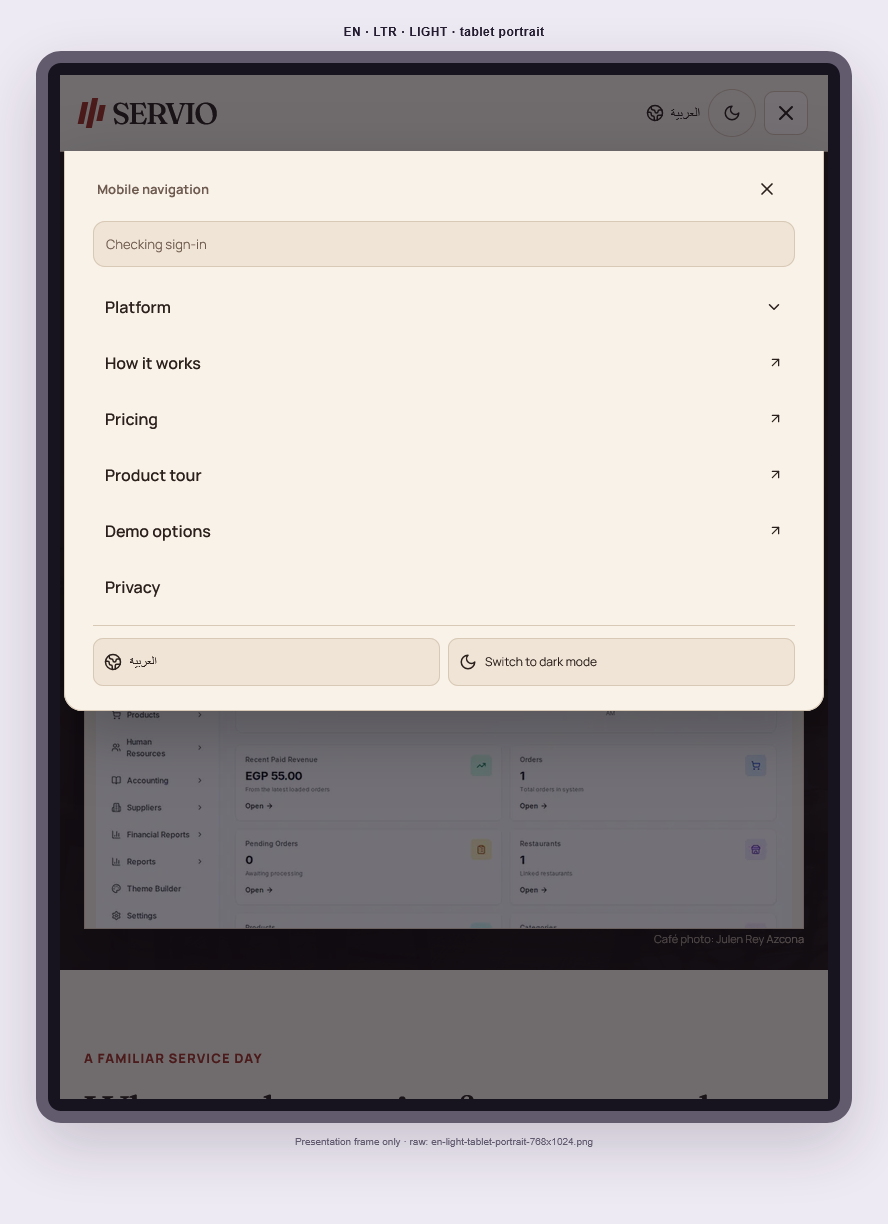 EN · LTR · LIGHT · tablet portrait
SERVIO
العربية
Mobile navigation
Checking sign-in
Platform
How it works
Pricing
Product tour
Demo options
Privacy
العربية
Switch to dark mode
Products
Human
Resources
Accounting
Suppliers
Financial Reports
Reports
Theme Builder
Settings
Recent Paid Revenue
EGP 55.00
From the latest loaded orders
Open →
Orders
1
Total orders in system
Open →
Pending Orders
0
Awaiting processing
Open →
Restaurants
1
Linked restaurants
Open →
Products
Categories
Café photo: Julen Rey Azcona
A FAMILIAR SERVICE DAY
Presentation frame only · raw: en-light-tablet-portrait-768x1024.png